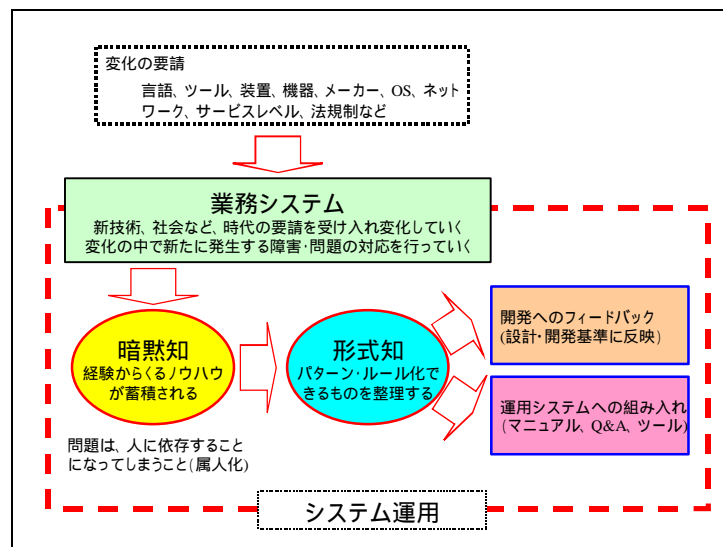 変化の要請
言語、ツール、装置、機器、メーカー、OS、ネット
ワーク、サービスレベル、法規制など
業務システム
新技術、社会など、時代の要請を受け入れ変化していく
変化の中で新たに発生する障害・問題の対応を行っていく
暗黙知
経験からくるノウハウ
が蓄積される
形式知
パターン・ルール化で
きるものを整理する
開発へのフィードバック
(設計・開発基準に反映)
運用システムへの組み入れ
(マニュアル、Q&A、ツール)
問題は、人に依存すること
になってしまうこと(属人化)
システム運用